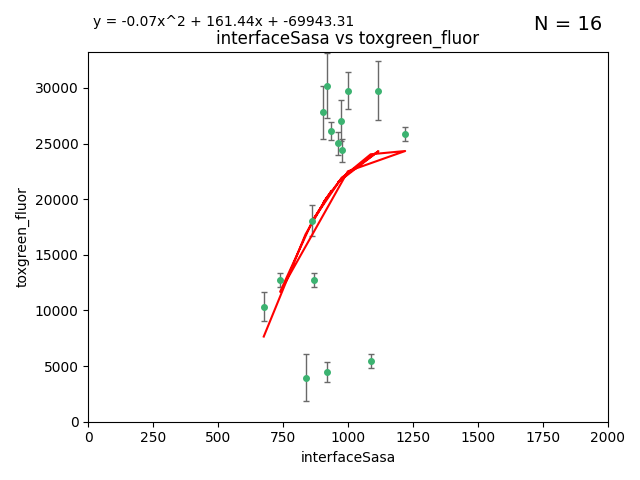 y = -0.07x^2 + 161.44x + -69943.31
N = 16
interfaceSasa vs toxgreen_fluor
30000
25000
20000
15000
10000
5000
0
toxgreen_fluor
0 250 500 750 1000 1250 1500 1750 2000
interfaceSasa